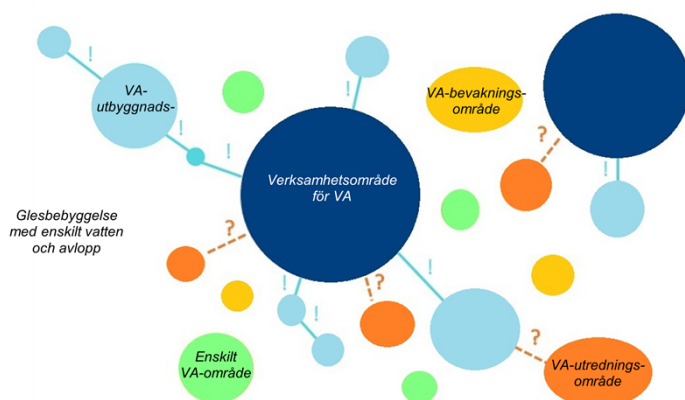 !
VA-
utbyggnads-
!
!
!
VA-bevaknings-
område
?
!
Verksamhetsområde
för VA
Glesbebyggelse
med enskilt vatten
och avlopp
?
!
?
!
!
?
Enskilt
VA-område
VA-utrednings-
område